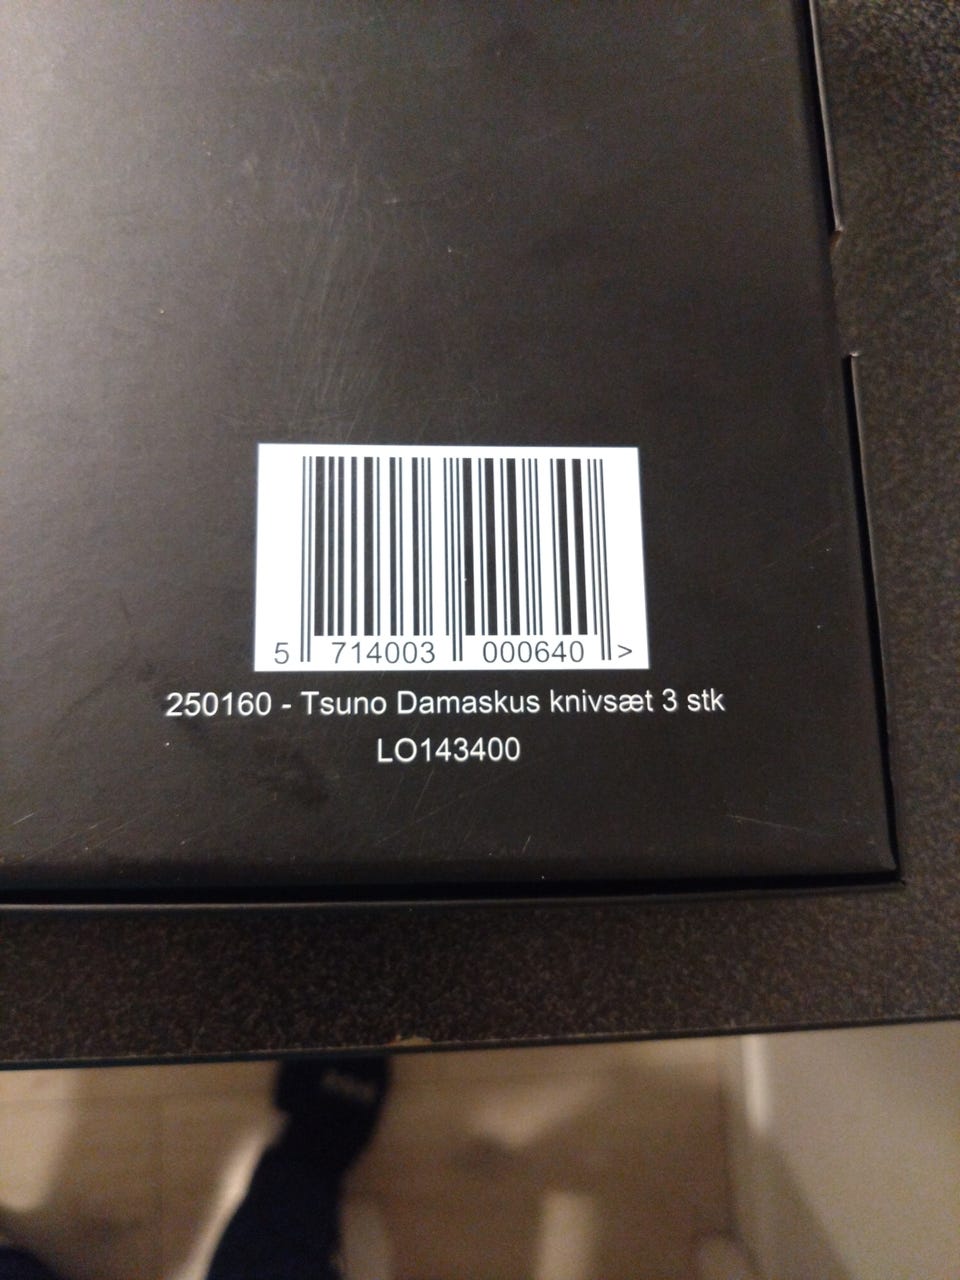 5 714003 000640 >
250160 - Tsuno Damaskus knivsæt 3 stk
LO143400